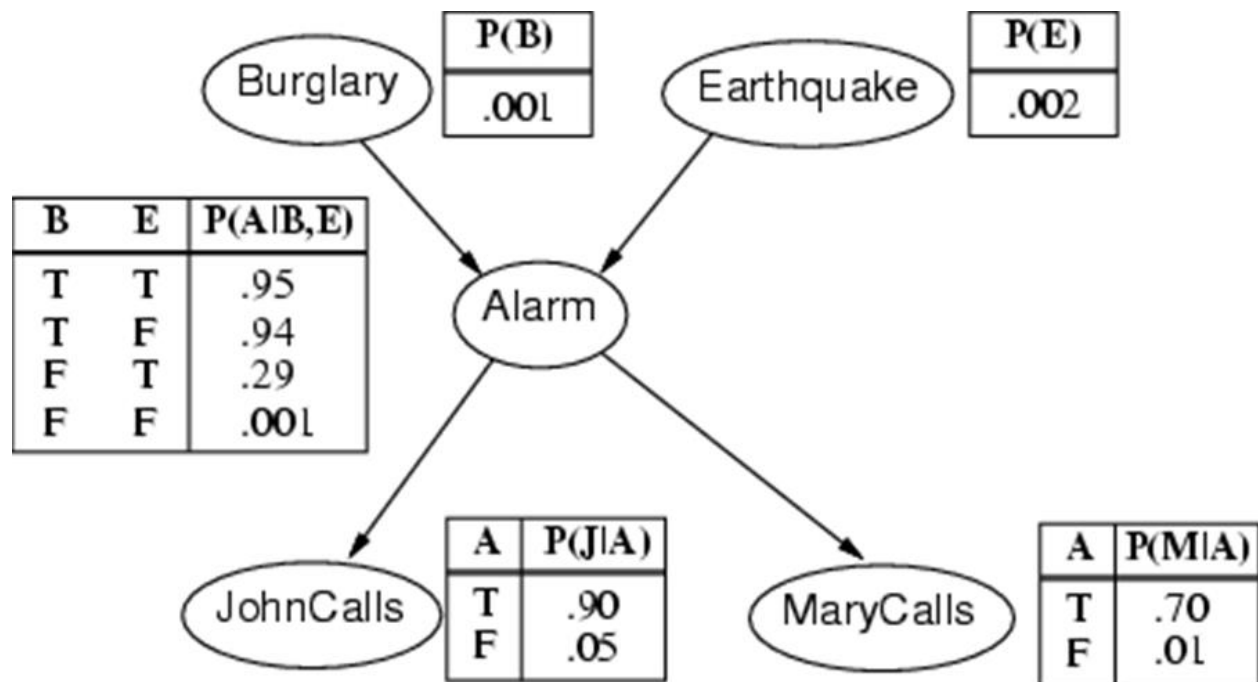 Burglary
P(B)
.001
Earthquake
P(E)
.002
B E P(A|B,E)
T T .95
T F .94
F T .29
F F .001
Alarm
JohnCalls
A P(J|A)
T .90
F .05
MaryCalls
A P(M|A)
T .70
F .01